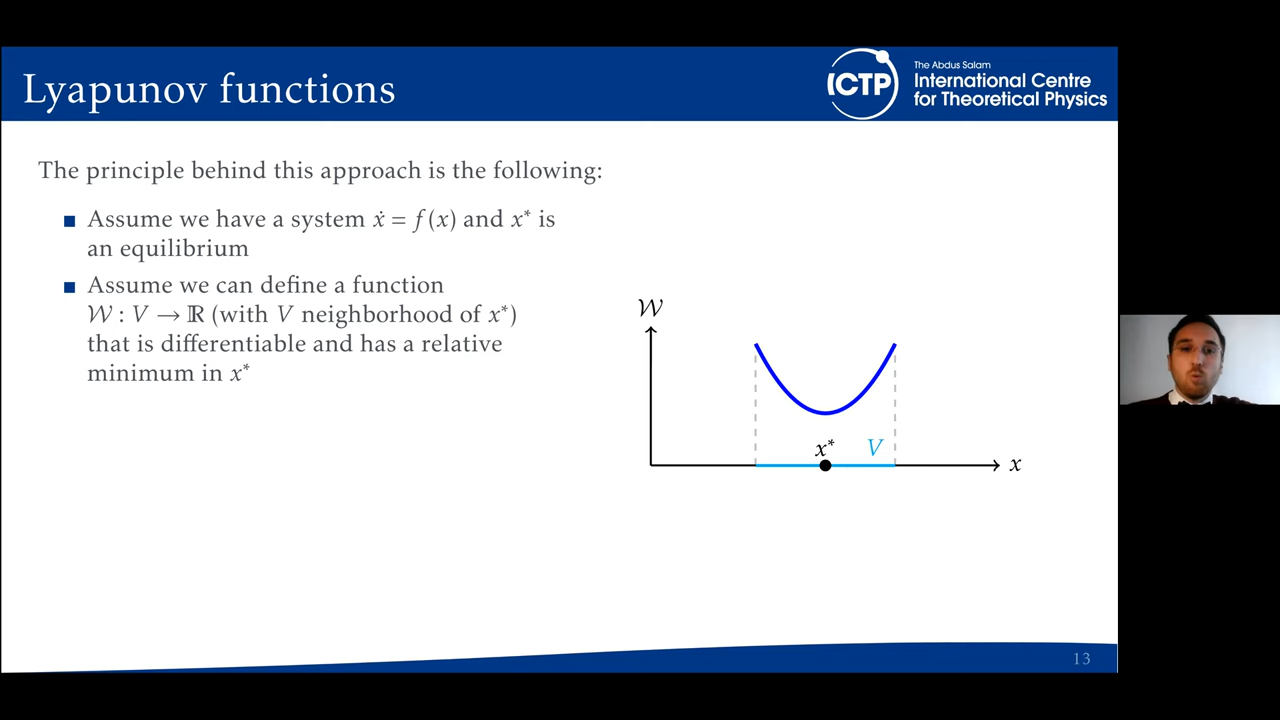 Lyapunov functions
ICTP
The Abdus Salam
International Centre
for Theoretical Physics
The principle behind this approach is the following:
■ Assume we have a system ẋ = f(x) and x* is
an equilibrium
■ Assume we can define a function
𝒲 : V → ℝ (with V neighborhood of x*)
that is differentiable and has a relative
minimum in x*
𝒲
x*
V
x
13